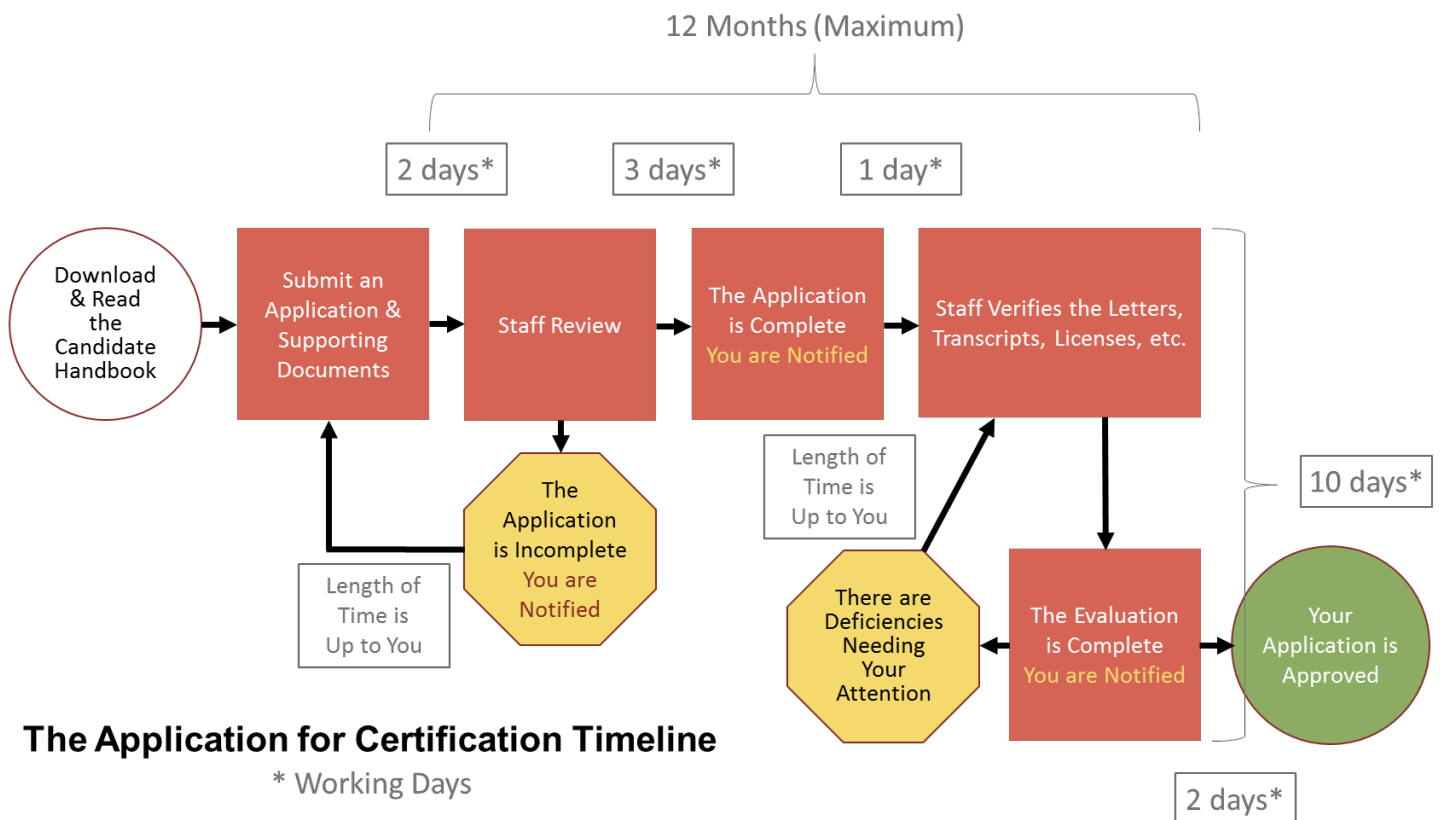 12 Months (Maximum)
2 days*
3 days*
1 day*
Download
& Read
the
Candidate
Handbook
Submit an
Application &
Supporting
Documents
Staff Review
The Application
is Complete
You are Notified
Staff Verifies the Letters,
Transcripts, Licenses, etc.
The
Application
is Incomplete
You are
Notified
Length of
Time is
Up to You
Length of
Time is
Up to You
10 days*
There are
Deficiencies
Needing
Your
Attention
The Evaluation
is Complete
You are Notified
Your
Application is
Approved
The Application for Certification Timeline
* Working Days
2 days*